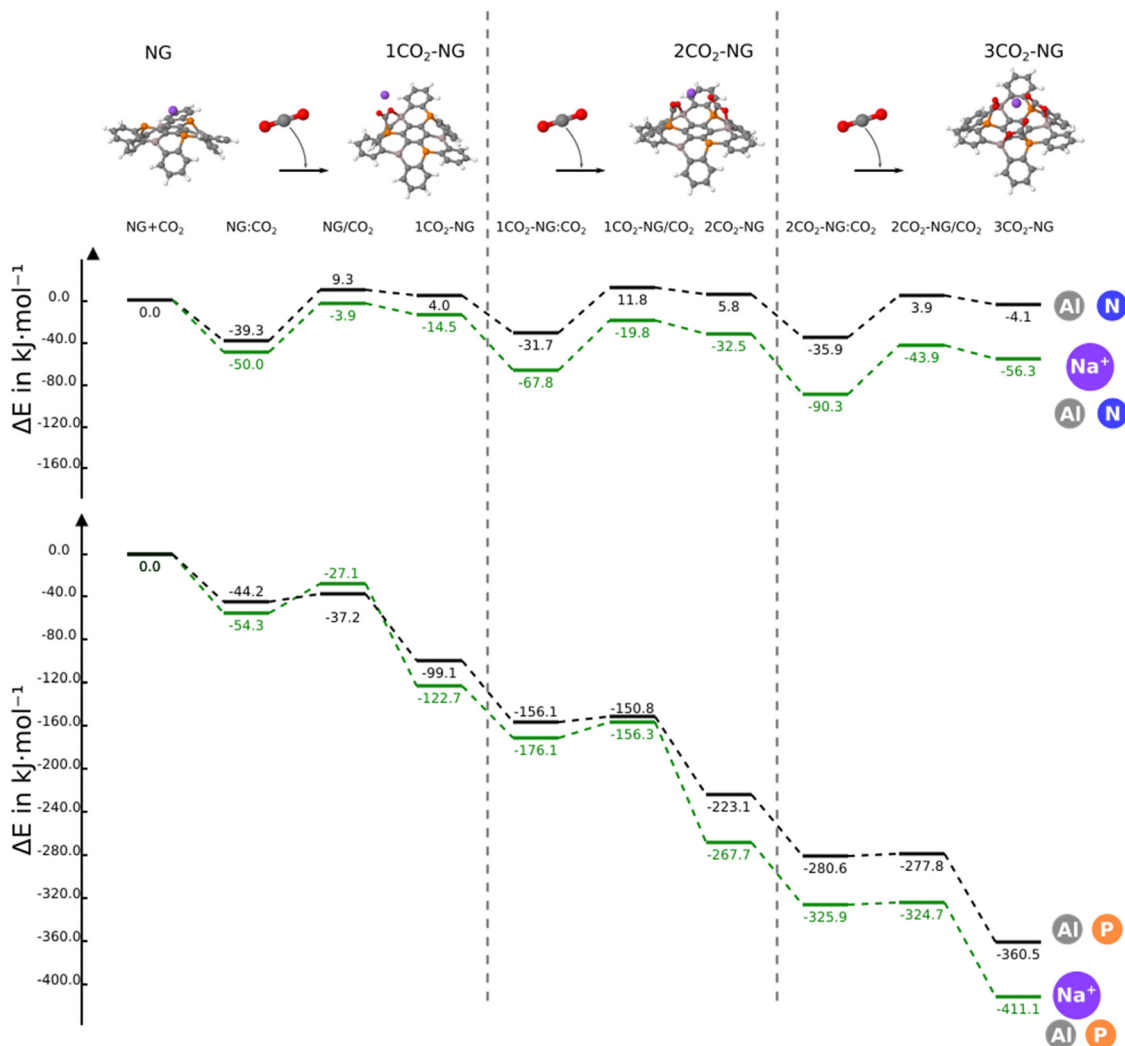 NG 1CO₂-NG 2CO₂-NG 3CO₂-NG
NG+CO₂ NG:CO₂ NG/CO₂ 1CO₂-NG 1CO₂-NG:CO₂ 1CO₂-NG/CO₂ 2CO₂-NG 2CO₂-NG:CO₂ 2CO₂-NG/CO₂ 3CO₂-NG
ΔE in kJ·mol⁻¹
0.0
-40.0
-80.0
-120.0
-160.0
0.0 -39.3 9.3 4.0 -31.7 11.8 5.8 -35.9 3.9 -4.1
Al N
-50.0 -3.9 -14.5 -67.8 -19.8 -32.5 -90.3 -43.9 -56.3
Na⁺
Al N
ΔE in kJ·mol⁻¹
0.0
-40.0
-80.0
-120.0
-160.0
-200.0
-240.0
-280.0
-320.0
-360.0
-400.0
0.0 -44.2 -37.2 -99.1 -156.1 -150.8 -223.1 -280.6 -277.8 -360.5
Al P
-54.3 -27.1 -122.7 -176.1 -156.3 -267.7 -325.9 -324.7 -411.1
Na⁺
Al P